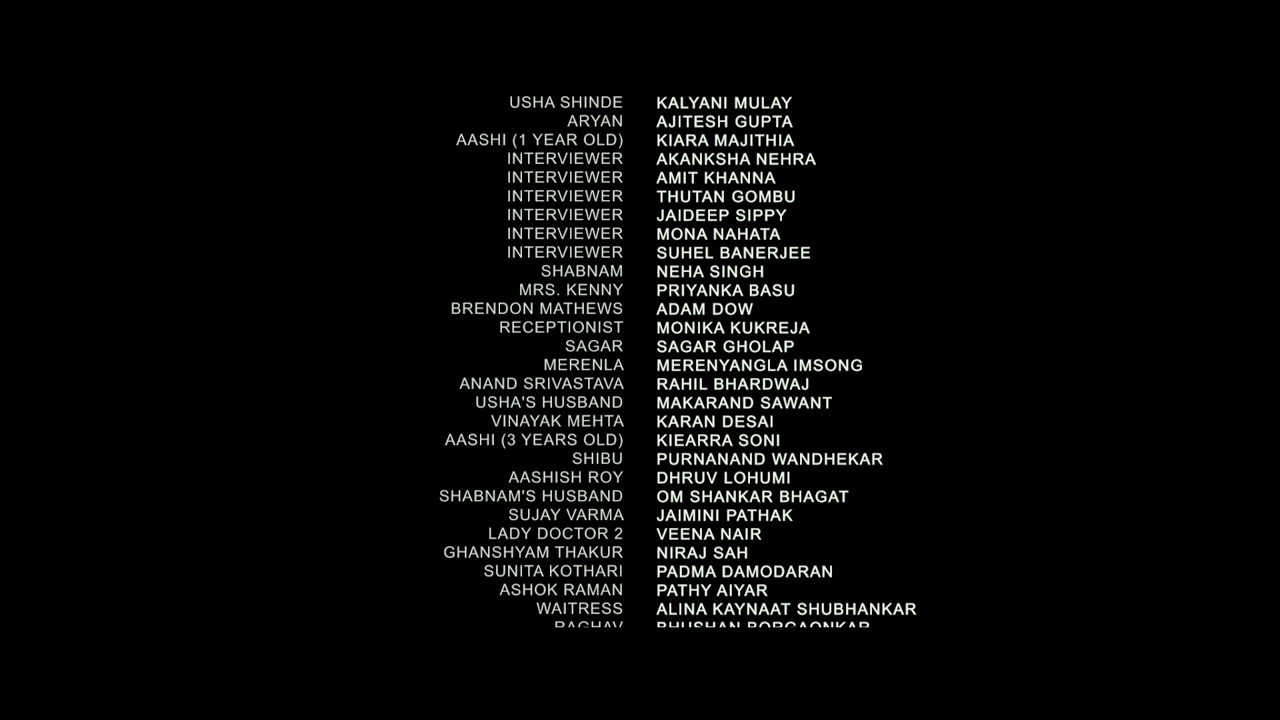 USHA SHINDE KALYANI MULAY
ARYAN AJITESH GUPTA
AASHI (1 YEAR OLD) KIARA MAJITHIA
INTERVIEWER AKANKSHA NEHRA
INTERVIEWER AMIT KHANNA
INTERVIEWER THUTAN GOMBU
INTERVIEWER JAIDEEP SIPPY
INTERVIEWER MONA NAHATA
INTERVIEWER SUHEL BANERJEE
SHABNAM NEHA SINGH
MRS. KENNY PRIYANKA BASU
BRENDON MATHEWS ADAM DOW
RECEPTIONIST MONIKA KUKREJA
SAGAR SAGAR GHOLAP
MERENLA MERENYANGLA IMSONG
ANAND SRIVASTAVA RAHIL BHARDWAJ
USHA'S HUSBAND MAKARAND SAWANT
VINAYAK MEHTA KARAN DESAI
AASHI (3 YEARS OLD) KIEARRA SONI
SHIBU PURNANAND WANDHEKAR
AASHISH ROY DHRUV LOHUMI
SHABNAM'S HUSBAND OM SHANKAR BHAGAT
SUJAY VARMA JAIMINI PATHAK
LADY DOCTOR 2 VEENA NAIR
GHANSHYAM THAKUR NIRAJ SAH
SUNITA KOTHARI PADMA DAMODARAN
ASHOK RAMAN PATHY AIYAR
WAITRESS ALINA KAYNAAT SHUBHANKAR
RAGHAV BHUSHAN BORGAONKAR